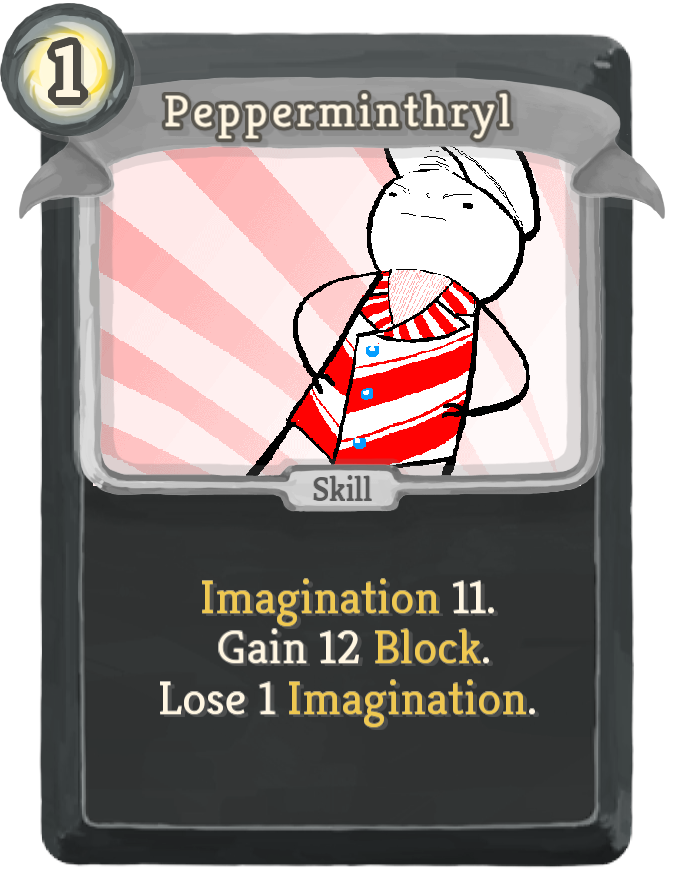 1
Pepperminthryl
Skill
Imagination 11.
Gain 12 Block.
Lose 1 Imagination.